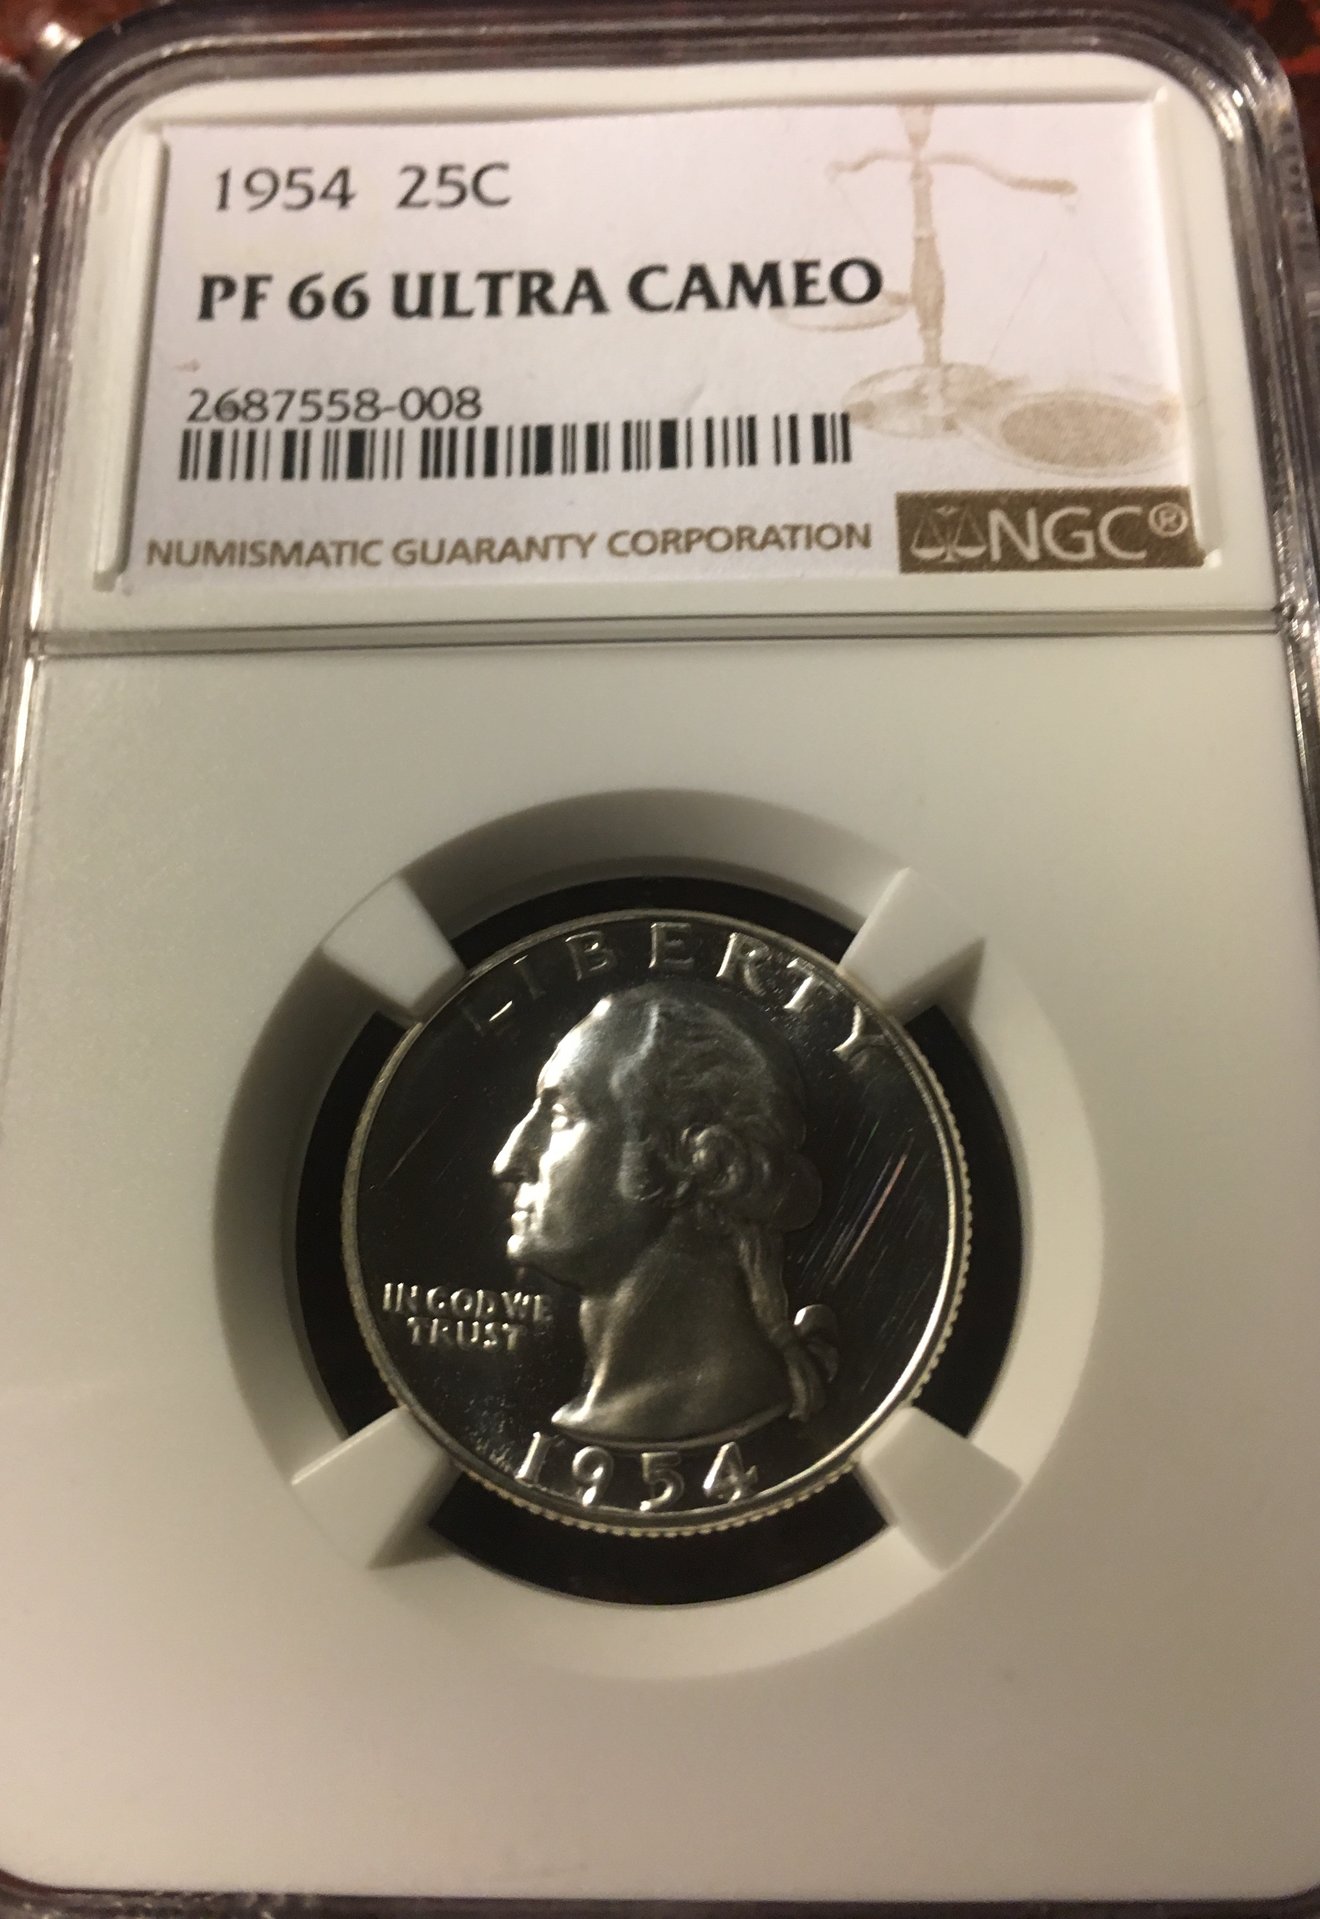 1954 25C
PF 66 ULTRA CAMEO
2687558-008
NUMISMATIC GUARANTY CORPORATION NGC®
LIBERTY
IN GOD WE
TRUST
1954